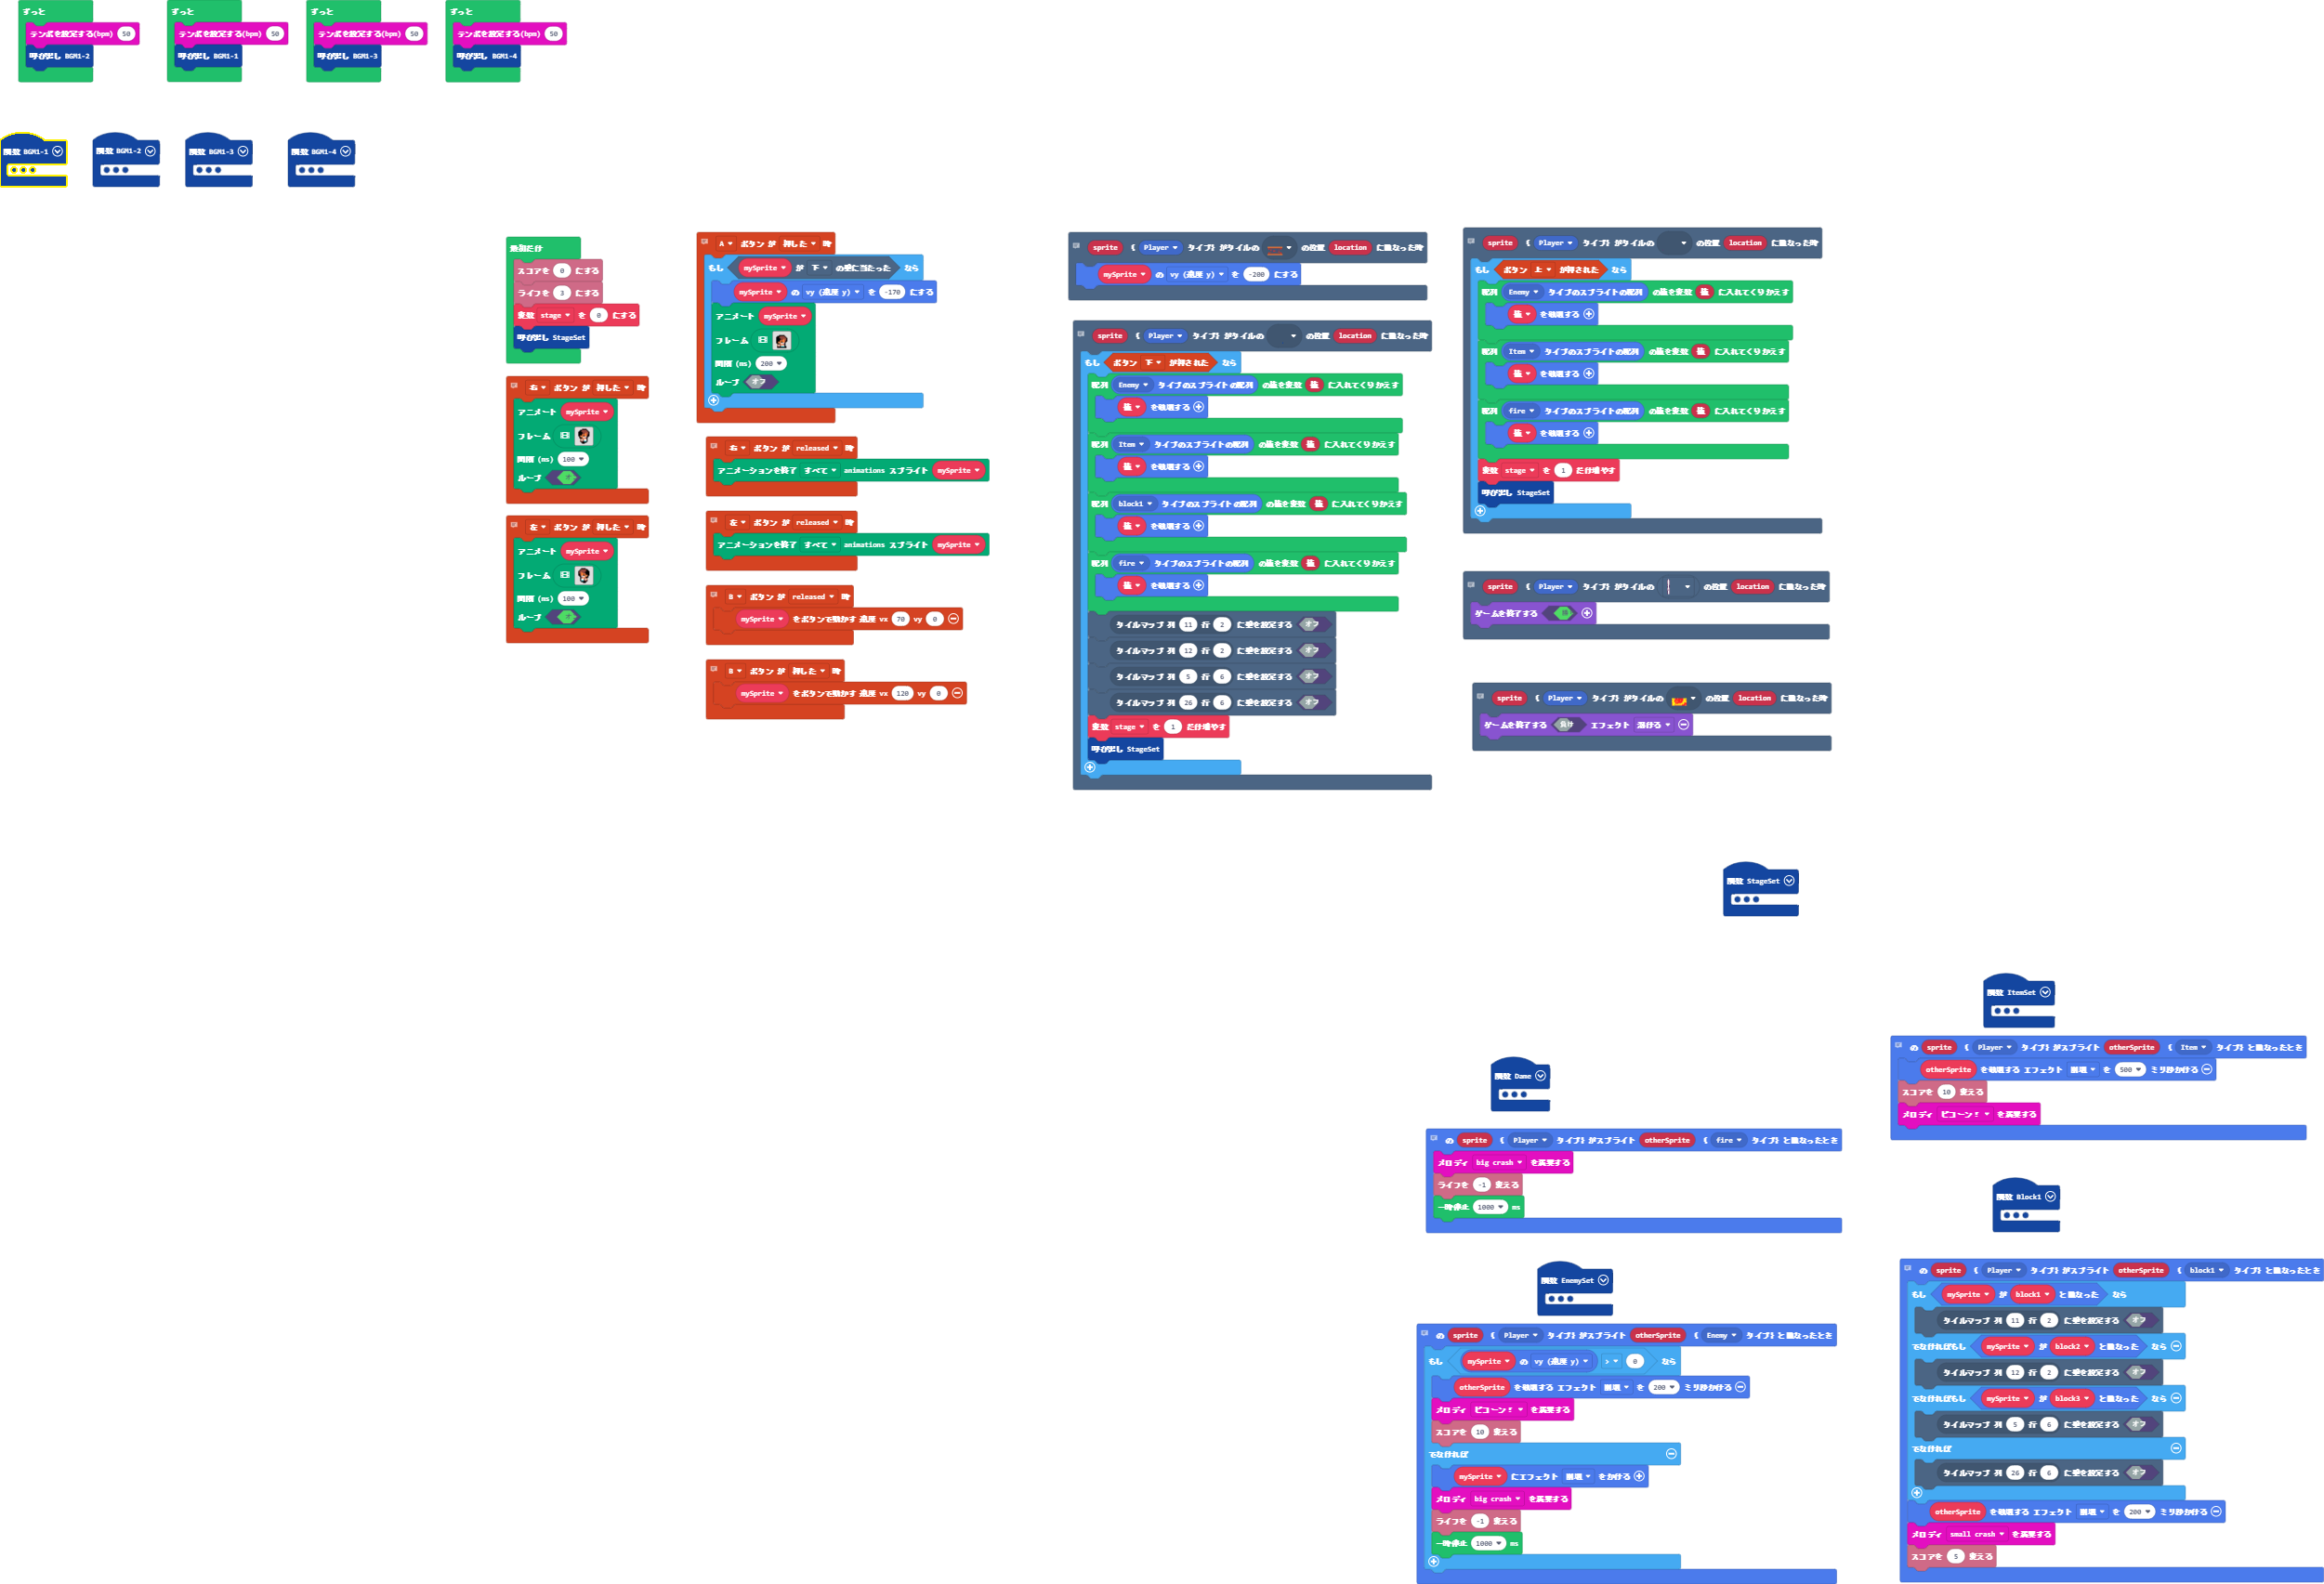 ずっと
テンポを設定する(bpm) 50
呼び出し BGM1-2
ずっと
テンポを設定する(bpm) 50
呼び出し BGM1-1
ずっと
テンポを設定する(bpm) 50
呼び出し BGM1-3
ずっと
テンポを設定する(bpm) 50
呼び出し BGM1-4
関数 BGM1-1
関数 BGM1-2
関数 BGM1-3
関数 BGM1-4
最初だけ
スコアを 0 にする
ライフを 3 にする
変数 stage を 0 にする
呼び出し StageSet
右 ボタン が 押した 時
アニメート mySprite
フレーム
間隔 (ms) 100
ループ
左 ボタン が 押した 時
アニメート mySprite
フレーム
間隔 (ms) 100
ループ
A ボタン が 押した 時
もし mySprite が 下 の壁に当たった なら
mySprite の vy (速度 y) を -170 にする
アニメート mySprite
フレーム
間隔 (ms) 200
ループ オフ
右 ボタン が released 時
アニメーションを終了 すべて animations スプライト mySprite
左 ボタン が released 時
アニメーションを終了 すべて animations スプライト mySprite
B ボタン が released 時
mySprite をボタンで動かす 速度 vx 70 vy 0
B ボタン が 押した 時
mySprite をボタンで動かす 速度 vx 120 vy 0
sprite ( Player タイプ) がタイルの の位置 location に重なった時
mySprite の vy (速度 y) を -200 にする
sprite ( Player タイプ) がタイルの の位置 location に重なった時
もし ボタン 下 が押された なら
配列 Enemy タイプのスプライトの配列 の値を変数 値 に入れてくりかえす
値 を破壊する
配列 Item タイプのスプライトの配列 の値を変数 値 に入れてくりかえす
値 を破壊する
配列 block1 タイプのスプライトの配列 の値を変数 値 に入れてくりかえす
値 を破壊する
配列 fire タイプのスプライトの配列 の値を変数 値 に入れてくりかえす
値 を破壊する
タイルマップ 列 11 行 2 に壁を設定する オフ
タイルマップ 列 12 行 2 に壁を設定する オフ
タイルマップ 列 5 行 6 に壁を設定する オフ
タイルマップ 列 26 行 6 に壁を設定する オフ
変数 stage を 1 だけ増やす
呼び出し StageSet
sprite ( Player タイプ) がタイルの の位置 location に重なった時
もし ボタン 上 が押された なら
配列 Enemy タイプのスプライトの配列 の値を変数 値 に入れてくりかえす
値 を破壊する
配列 Item タイプのスプライトの配列 の値を変数 値 に入れてくりかえす
値 を破壊する
配列 fire タイプのスプライトの配列 の値を変数 値 に入れてくりかえす
値 を破壊する
変数 stage を 1 だけ増やす
呼び出し StageSet
sprite ( Player タイプ) がタイルの の位置 location に重なった時
ゲームを終了する
sprite ( Player タイプ) がタイルの の位置 location に重なった時
ゲームを終了する 負け エフェクト 溶ける
関数 StageSet
関数 ItemSet
の sprite ( Player タイプ) がスプライト otherSprite ( Item タイプ) と重なったとき
otherSprite を破壊する エフェクト 崩壊 を 500 ミリ秒かける
スコアを 10 変える
メロディ ピコーン! を演奏する
関数 Dame
の sprite ( Player タイプ) がスプライト otherSprite ( fire タイプ) と重なったとき
メロディ big crash を演奏する
ライフを -1 変える
一時停止 1000 ms
関数 Block1
関数 EnemySet
の sprite ( Player タイプ) がスプライト otherSprite ( Enemy タイプ) と重なったとき
もし mySprite の vy (速度 y) > 0 なら
otherSprite を破壊する エフェクト 崩壊 を 200 ミリ秒かける
メロディ ピコーン! を演奏する
スコアを 10 変える
でなければ
mySprite にエフェクト 崩壊 をかける
メロディ big crash を演奏する
ライフを -1 変える
一時停止 1000 ms
の sprite ( Player タイプ) がスプライト otherSprite ( block1 タイプ) と重なったとき
もし mySprite が block1 と重なった なら
タイルマップ 列 11 行 2 に壁を設定する オフ
でなければもし mySprite が block2 と重なった なら
タイルマップ 列 12 行 2 に壁を設定する オフ
でなければもし mySprite が block3 と重なった なら
タイルマップ 列 5 行 6 に壁を設定する オフ
でなければ
タイルマップ 列 26 行 6 に壁を設定する オフ
otherSprite を破壊する エフェクト 崩壊 を 200 ミリ秒かける
メロディ small crash を演奏する
スコアを 5 変える